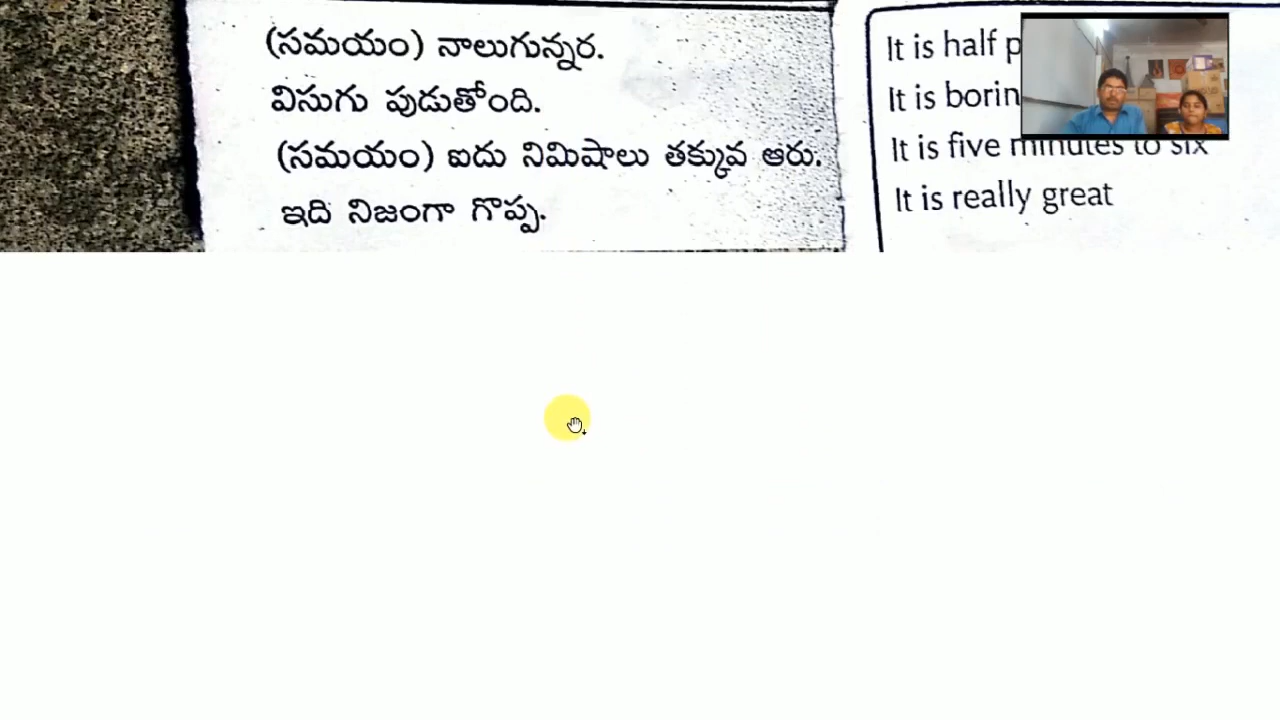 (సమయం) నాలుగున్నర.
విసుగు పుడుతోంది.
(సమయం) ఐదు నిమిషాలు తక్కువ ఆరు.
ఇది నిజంగా గొప్ప.
It is half
It is
It is five minutes to six
It is really great